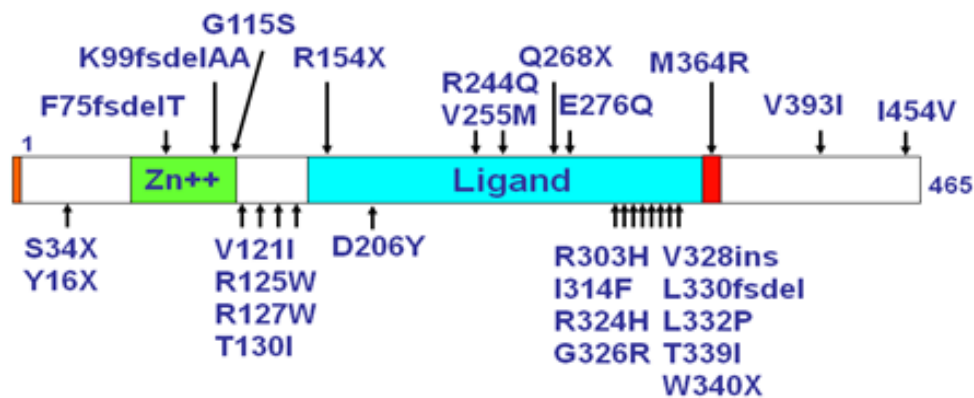 G115S
K99fsdelAA R154X Q268X M364R
F75fsdelT R244Q E276Q V393I I454V
V255M
1
Zn++ Ligand 465
S34X V121I D206Y R303H V328ins
Y16X R125W I314F L330fsdel
R127W R324H L332P
T130I G326R T339I
W340X